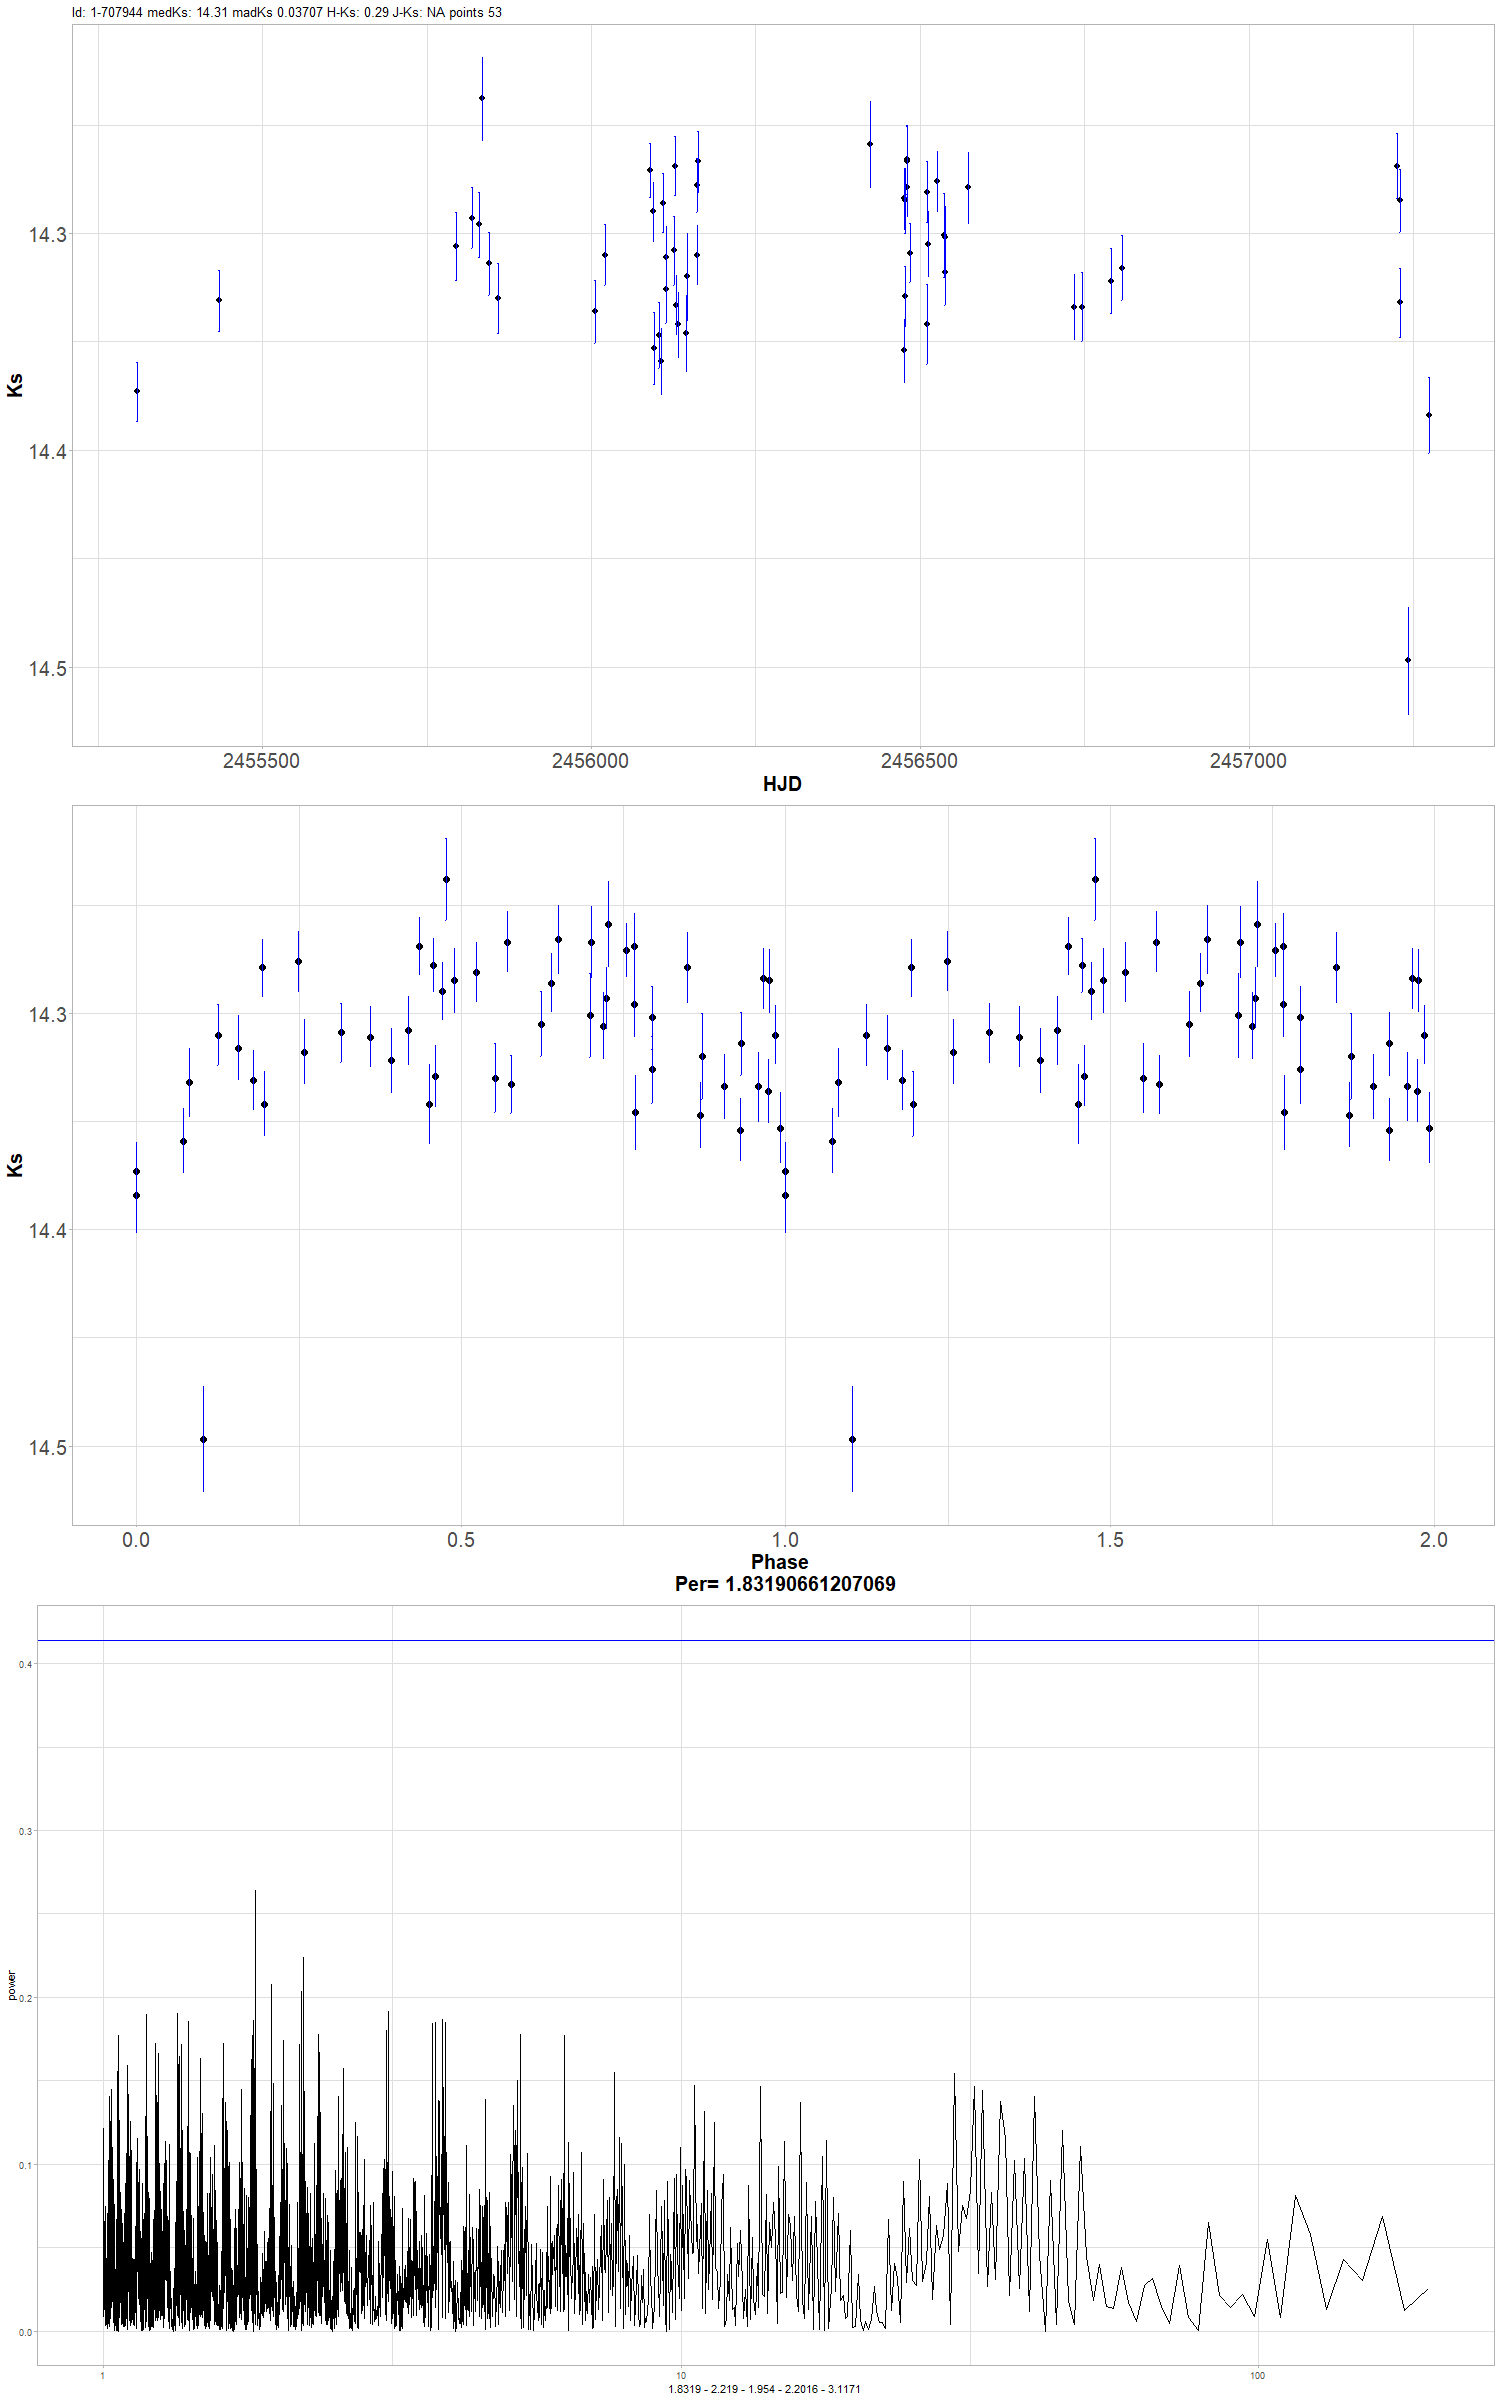 Id: 1-707944 medKs: 14.31 madKs 0.03707 H-Ks: 0.29 J-Ks: NA points 53
14.3
14.4
14.5
Ks
2455500 2456000 2456500 2457000
HJD
14.3
14.4
14.5
Ks
0.0 0.5 1.0 1.5 2.0
Phase
Per= 1.83190661207069
0.4
0.3
0.2
0.1
0.0
power
1 10 100
1.8319 - 2.219 - 1.954 - 2.2016 - 3.1171